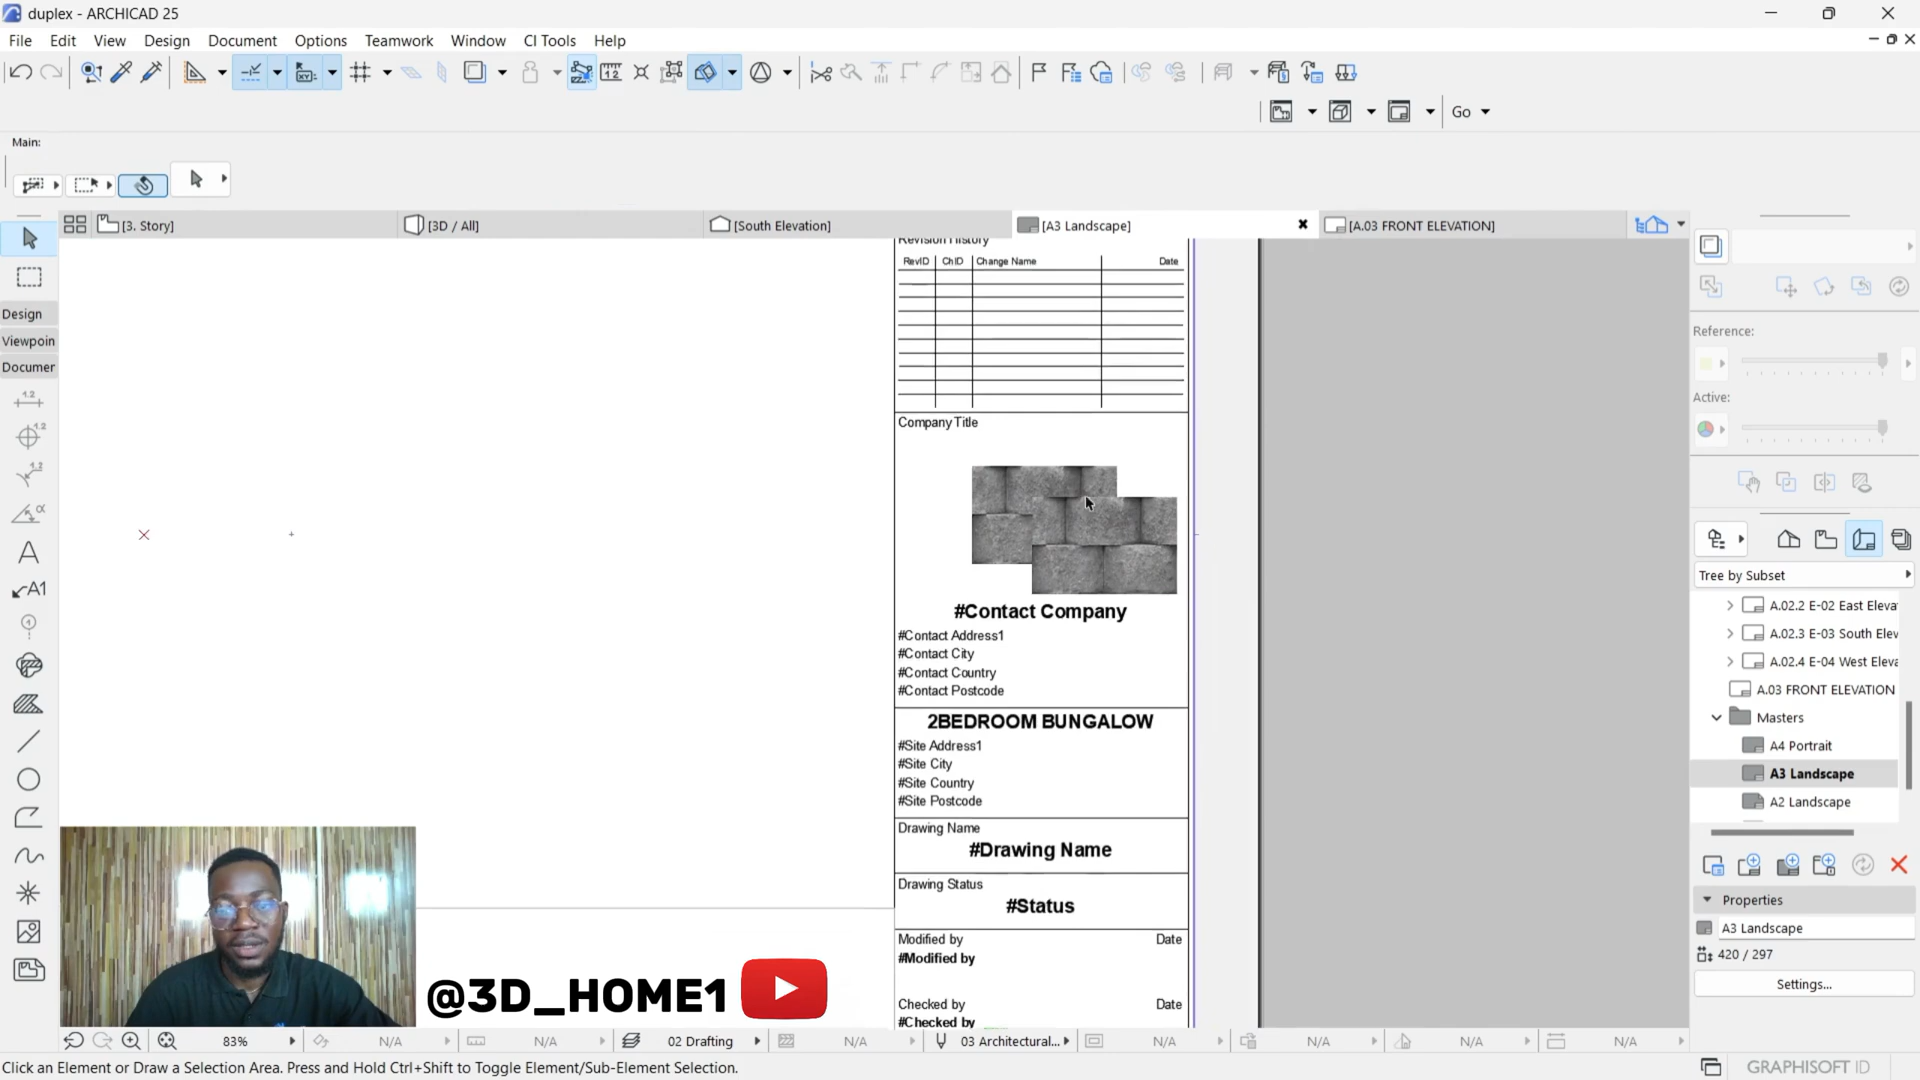 duplex - ARCHICAD 25
File Edit View Design Document Options Teamwork Window CI Tools Help
Go
Main:
[3. Story]
[3D / All]
[South Elevation]
[A3 Landscape]
[A.03 FRONT ELEVATION]
Design
Viewpoin
Documer
Revision History
RevID ChID Change Name Date
Company Title
#Contact Company
#Contact Address1
#Contact City
#Contact Country
#Contact Postcode
2BEDROOM BUNGALOW
#Site Address1
#Site City
#Site Country
#Site Postcode
Drawing Name
#Drawing Name
Drawing Status
#Status
Modified by Date
#Modified by
Checked by Date
#Checked by
@3D_HOME1
Reference:
Active:
Tree by Subset
A.02.2 E-02 East Eleva
A.02.3 E-03 South Elev
A.02.4 E-04 West Eleva
A.03 FRONT ELEVATION
Masters
A4 Portrait
A3 Landscape
A2 Landscape
Properties
A3 Landscape
420 / 297
Settings...
83% N/A N/A 02 Drafting N/A 03 Architectural... N/A N/A N/A N/A
Click an Element or Draw a Selection Area. Press and Hold Ctrl+Shift to Toggle Element/Sub-Element Selection.
GRAPHISOFT ID